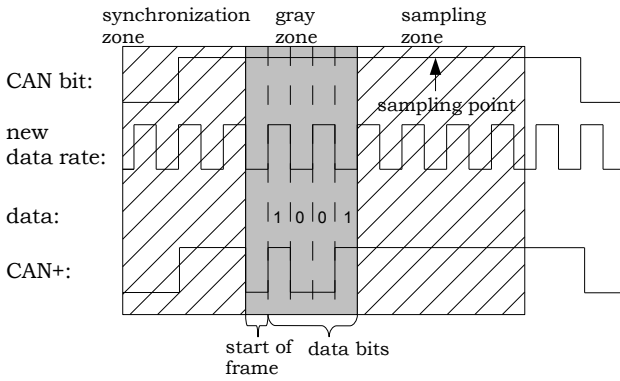 synchronization zone
gray zone
sampling zone
CAN bit:
sampling point
new data rate:
data:
1 0 0 1
CAN+:
start of frame
data bits